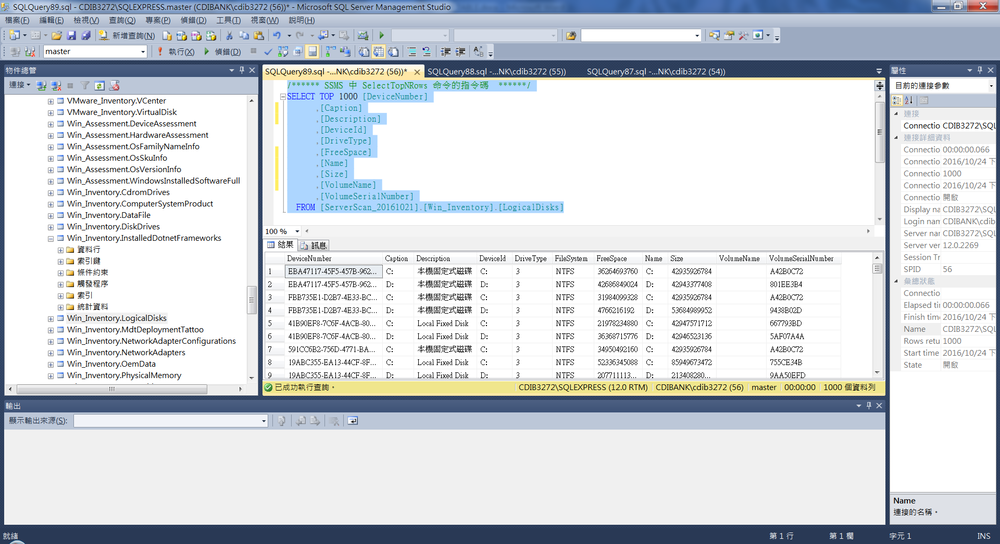 SQLQuery89.sql - CDIB3272\SQLEXPRESS.master (CDIBANK\cdib3272 (56))* - Microsoft SQL Server Management Studio
檔案(F) 編輯(E) 檢視(V) 查詢(Q) 專案(P) 偵錯(D) 工具(T) 視窗(W) 說明(H)
新增查詢(N)
master 執行(X) 偵錯(D)
物件總管
連接
VMware_Inventory.VCenter
VMware_Inventory.VirtualDisk
Win_Assessment.DeviceAssessment
Win_Assessment.HardwareAssessment
Win_Assessment.OsFamilyNameInfo
Win_Assessment.OsSkuInfo
Win_Assessment.OsVersionInfo
Win_Assessment.WindowsInstalledSoftwareFull
Win_Inventory.CdromDrives
Win_Inventory.ComputerSystemProduct
Win_Inventory.DataFile
Win_Inventory.DiskDrives
Win_Inventory.InstalledDotnetFrameworks
資料行
索引鍵
條件約束
觸發程序
索引
統計資料
Win_Inventory.LogicalDisks
Win_Inventory.MdtDeploymentTattoo
Win_Inventory.NetworkAdapterConfigurations
Win_Inventory.NetworkAdapters
Win_Inventory.OemData
Win_Inventory.PhysicalMemory
SQLQuery89.sql -...NK\cdib3272 (56))* SQLQuery88.sql -...NK\cdib3272 (55)) SQLQuery87.sql -...NK\cdib3272 (54))
/****** SSMS 中 SelectTopNRows 命令的指令碼 ******/
SELECT TOP 1000 [DeviceNumber]
,[Caption]
,[Description]
,[DeviceId]
,[DriveType]
,[FreeSpace]
,[Name]
,[Size]
,[VolumeName]
,[VolumeSerialNumber]
FROM [ServerScan_20161021].[Win_Inventory].[LogicalDisks]
100 %
結果 訊息
DeviceNumber Caption Description DeviceId DriveType FileSystem FreeSpace Name Size VolumeName VolumeSerialNumber
1 EBA47117-45F5-457B-962... C: 本機固定式磁碟 C: 3 NTFS 36264693760 C: 42935926784 A42B0C72
2 EBA47117-45F5-457B-962... D: 本機固定式磁碟 D: 3 NTFS 42686849024 D: 42943377408 801EE3B4
3 FBB735E1-D2B7-4E33-BC... C: 本機固定式磁碟 C: 3 NTFS 31984099328 C: 42935926784 A42B0C72
4 FBB735E1-D2B7-4E33-BC... D: 本機固定式磁碟 D: 3 NTFS 4766216192 D: 53684989952 9438B02D
5 41B90EF8-7C6F-4ACB-80... C: Local Fixed Disk C: 3 NTFS 21978234880 C: 42947571712 667793BD
6 41B90EF8-7C6F-4ACB-80... D: Local Fixed Disk D: 3 NTFS 36368715776 D: 42946523136 5AF07A4A
7 591CC6B2-756D-4771-BA... C: 本機固定式磁碟 C: 3 NTFS 34950492160 C: 42935926784 A42B0C72
8 19ABC355-EA13-44CF-8F... C: Local Fixed Disk C: 3 NTFS 52336345088 C: 85949673472 755CE34B
9 19ABC355-EA13-44CF-8F... D: Local Fixed Disk D: 3 NTFS 207711113... D: 213408280... 9AA50EFD
已成功執行查詢。 CDIB3272\SQLEXPRESS (12.0 RTM) CDIBANK\cdib3272 (56) master 00:00:00 1000 個資料列
屬性
目前的連接參數
連接
Connectio CDIB3272\SQL
連接詳細資料
Connectio 00:00:00.066
Connectio 2016/10/24 下
Connectio 1000
Connectio 2016/10/24 下
Connectio 開啟
Display na CDIB3272\SQL
Login nam CDIBANK\cdib
Server nar CDIB3272\SQL
Server ver 12.0.2269
Session Tr
SPID 56
彙總狀態
Connectio
Elapsed ti 00:00:00.066
Finish time 2016/10/24 下
Name CDIB3272\SQL
Rows retu 1000
Start time 2016/10/24 下
State 開啟
Name
連接的名稱。
輸出
顯示輸出來源(S):
就緒 第 1 行 第 1 欄 字元 1 INS